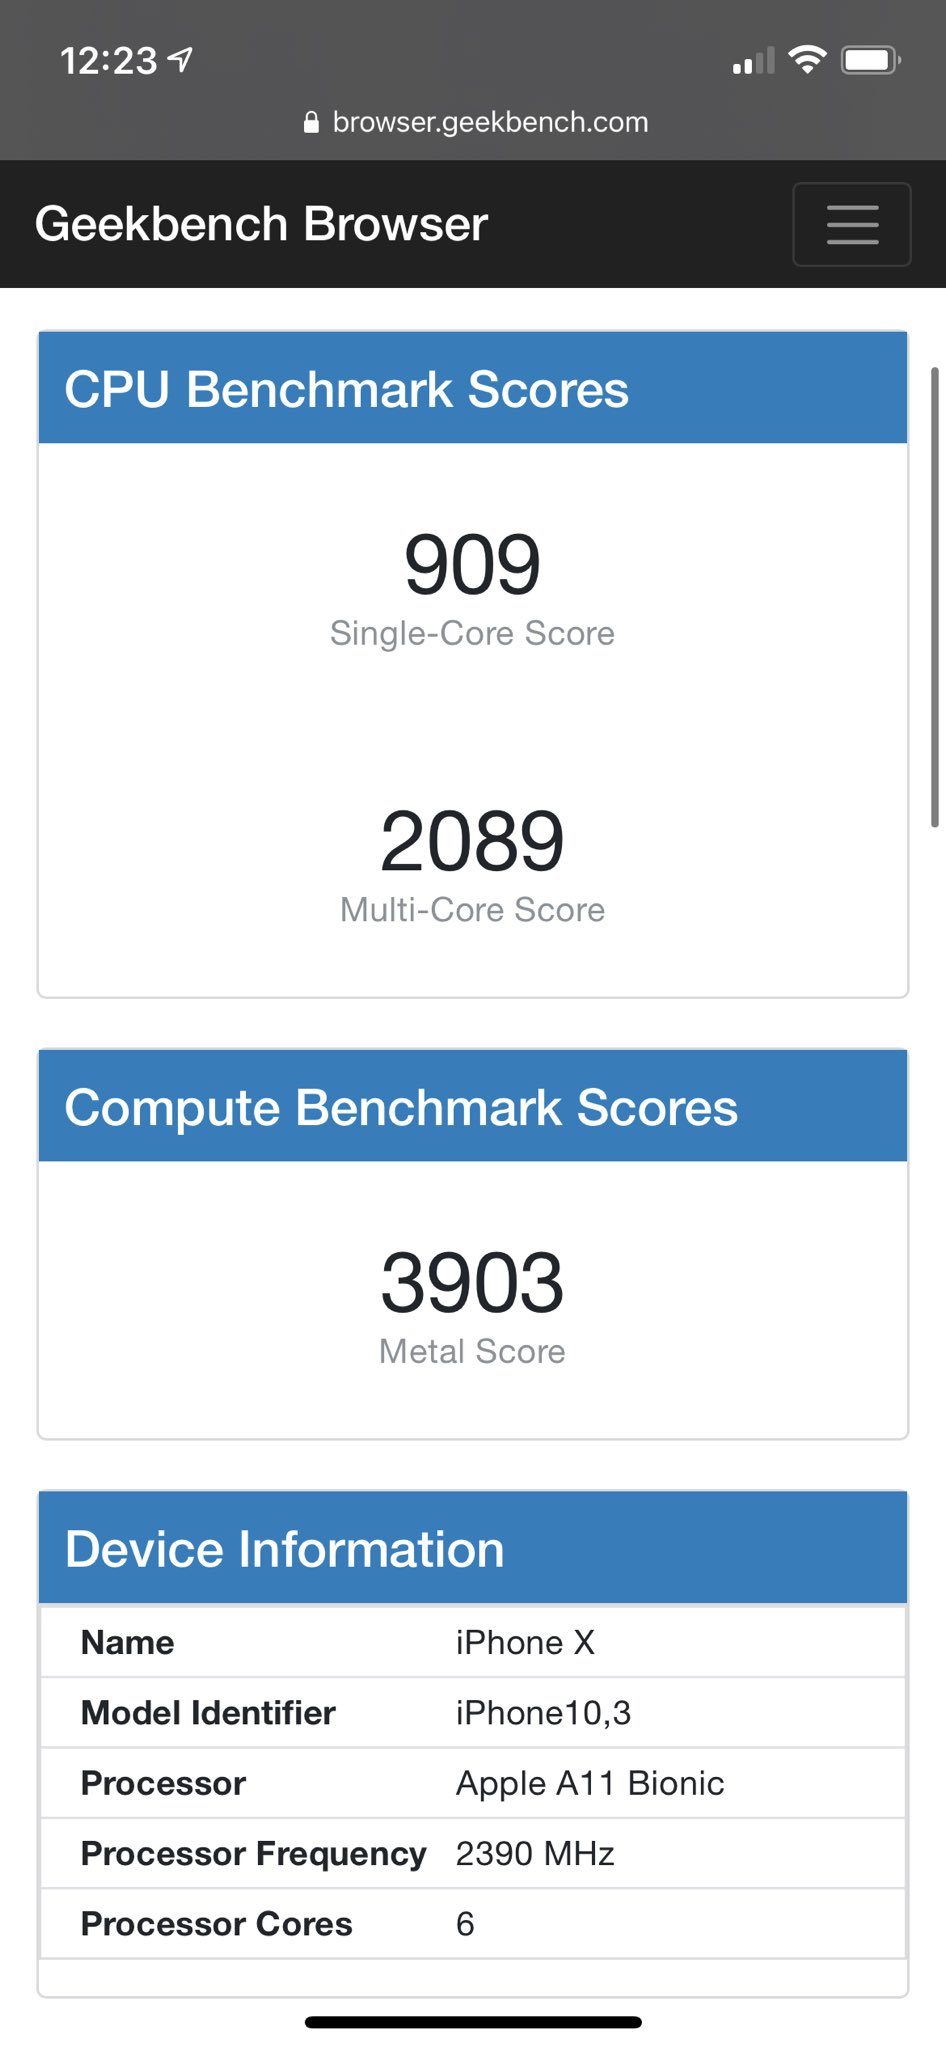 12:23
browser.geekbench.com
Geekbench Browser
CPU Benchmark Scores
909
Single-Core Score
2089
Multi-Core Score
Compute Benchmark Scores
3903
Metal Score
Device Information
Name iPhone X
Model Identifier iPhone10,3
Processor Apple A11 Bionic
Processor Frequency 2390 MHz
Processor Cores 6